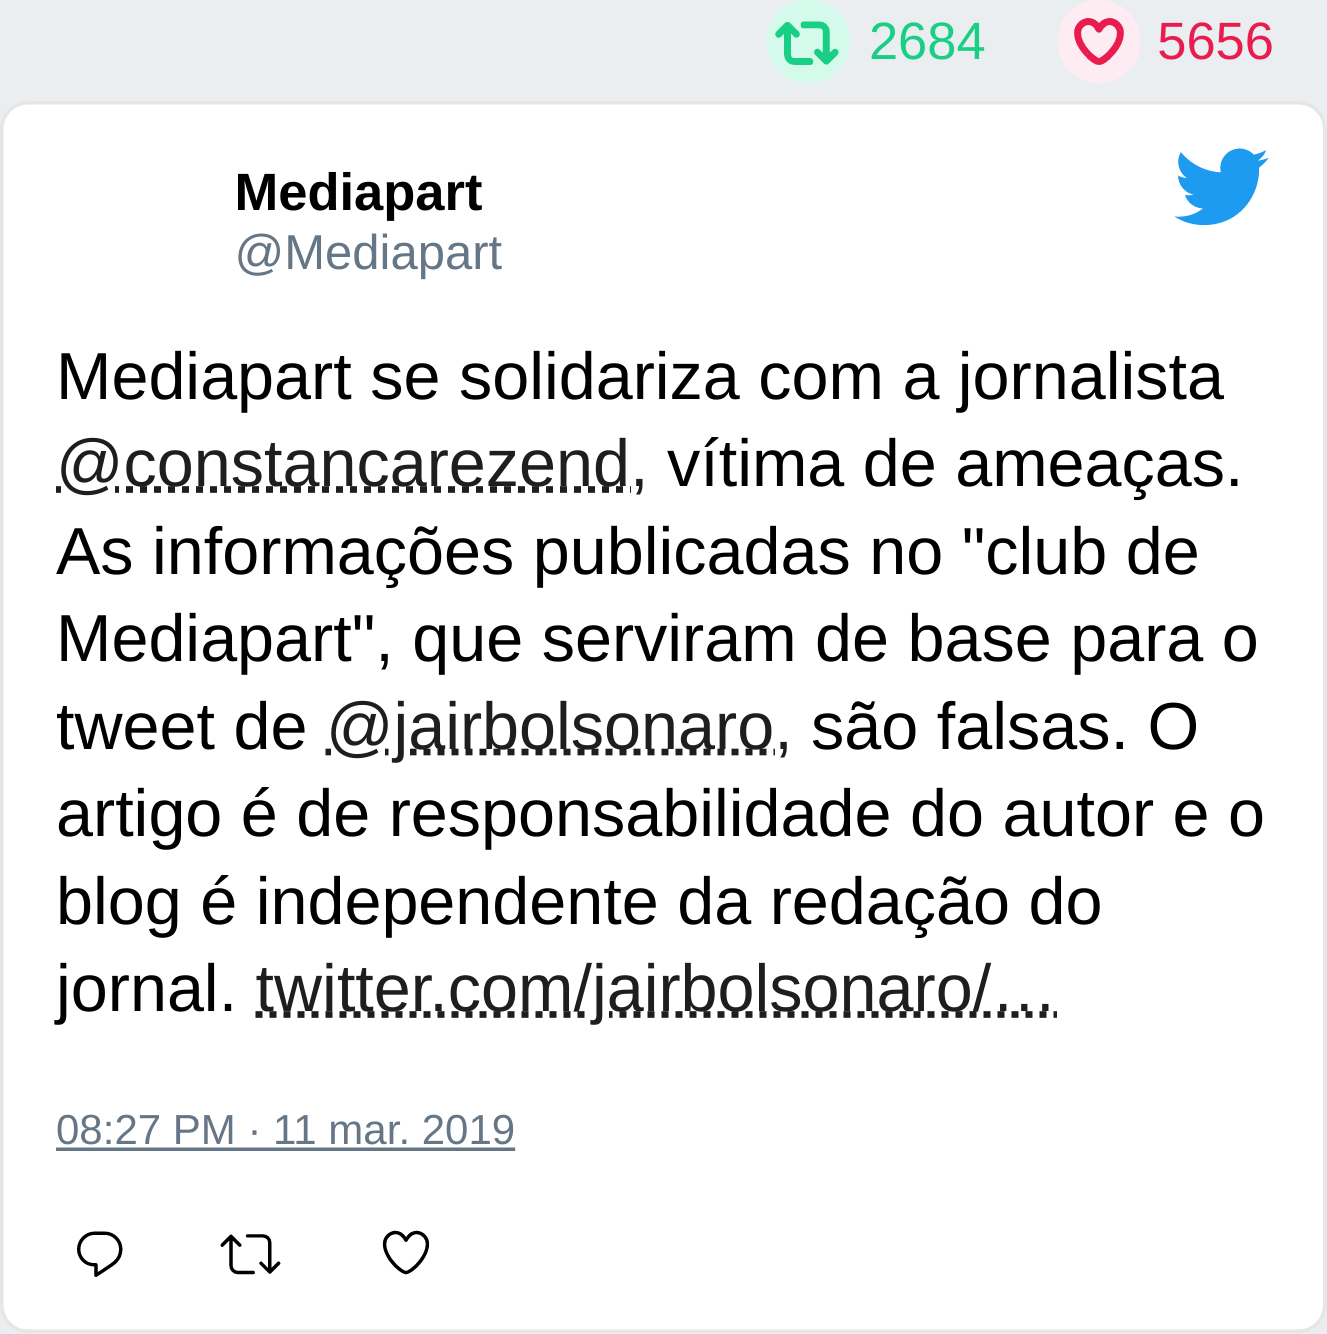 2684 5656
Mediapart
@Mediapart
Mediapart se solidariza com a jornalista
@constancarezend, vítima de ameaças.
As informações publicadas no "club de
Mediapart", que serviram de base para o
tweet de @jairbolsonaro, são falsas. O
artigo é de responsabilidade do autor e o
blog é independente da redação do
jornal. twitter.com/jairbolsonaro/…
08:27 PM · 11 mar. 2019